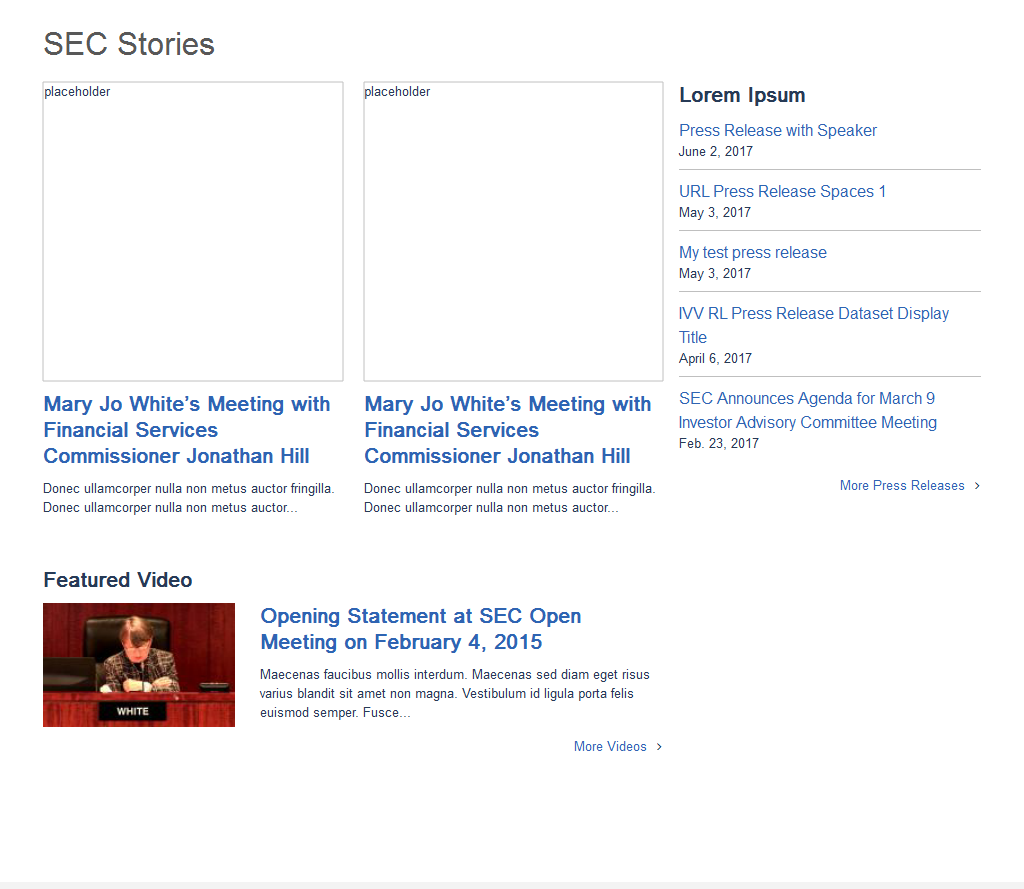 SEC Stories
placeholder
Mary Jo White’s Meeting with
Financial Services
Commissioner Jonathan Hill
Donec ullamcorper nulla non metus auctor fringilla.
Donec ullamcorper nulla non metus auctor...
placeholder
Mary Jo White’s Meeting with
Financial Services
Commissioner Jonathan Hill
Donec ullamcorper nulla non metus auctor fringilla.
Donec ullamcorper nulla non metus auctor...
Lorem Ipsum
Press Release with Speaker
June 2, 2017
URL Press Release Spaces 1
May 3, 2017
My test press release
May 3, 2017
IVV RL Press Release Dataset Display
Title
April 6, 2017
SEC Announces Agenda for March 9
Investor Advisory Committee Meeting
Feb. 23, 2017
More Press Releases
Featured Video
WHITE
Opening Statement at SEC Open
Meeting on February 4, 2015
Maecenas faucibus mollis interdum. Maecenas sed diam eget risus
varius blandit sit amet non magna. Vestibulum id ligula porta felis
euismod semper. Fusce...
More Videos